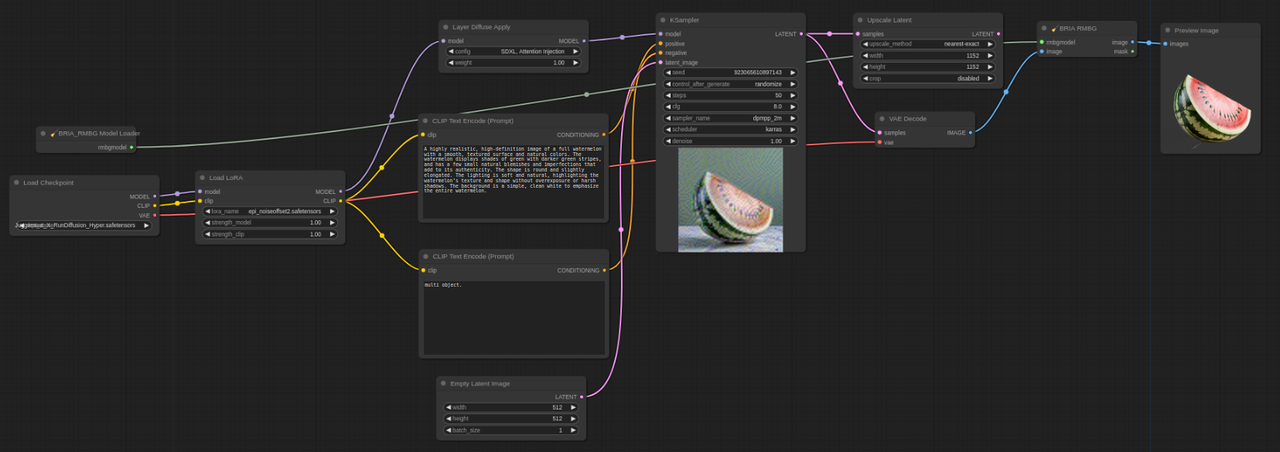 BRIA_RMBG Model Loader
rmbgmodel
Load Checkpoint
MODEL
CLIP
VAE
Load LoRA
model
MODEL
clip
CLIP
lora_name epi_noiseoffset2.safetensors
strength_model 1.00
strength_clip 1.00
Layer Diffuse Apply
model
MODEL
config SDXL, Attention Injection
weight 1.00
CLIP Text Encode (Prompt)
clip
CONDITIONING
A highly realistic, high-definition image of a full watermelon
with a smooth, textured surface and natural colors. The
watermelon displays shades of green with darker green stripes,
and has a few small natural blemishes and imperfections that
add to its authenticity. The shape is round and slightly
elongated. The lighting is soft and natural, highlighting the
watermelon's texture and shape without overexposure or harsh
shadows. The background is a simple, clean white to emphasize
the entire watermelon.
CLIP Text Encode (Prompt)
clip
CONDITIONING
multi object.
Empty Latent Image
LATENT
width 512
height 512
batch_size 1
KSampler
model
LATENT
positive
negative
latent_image
seed 923065610897143
control_after_generate randomize
steps 50
cfg 8.0
sampler_name dpmpp_2m
scheduler karras
denoise 1.00
Upscale Latent
samples
LATENT
upscale_method nearest-exact
width 1152
height 1152
crop disabled
VAE Decode
samples
IMAGE
vae
BRIA RMBG
rmbgmodel
image
image
mask
Preview Image
images